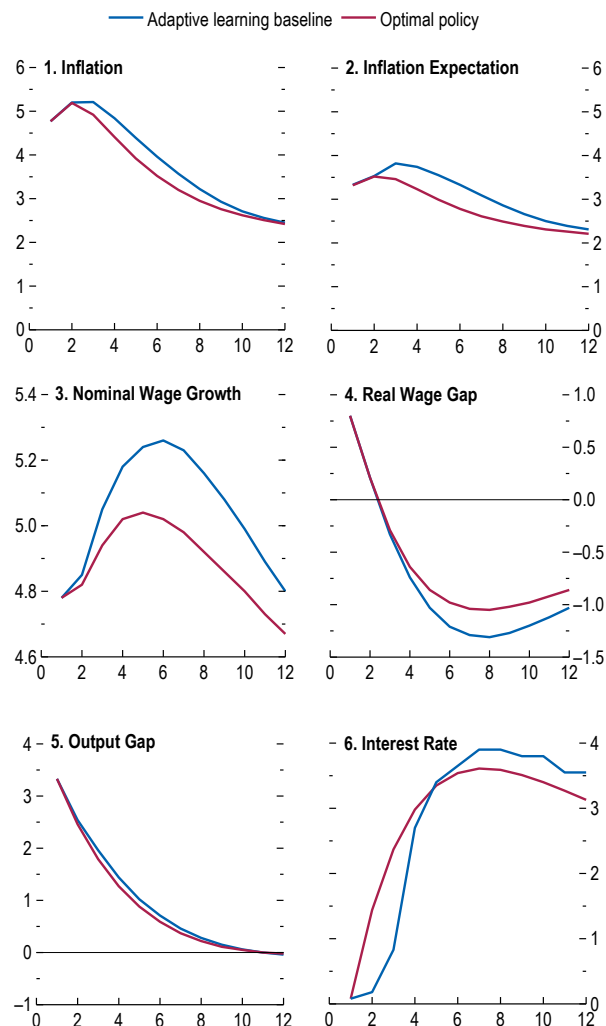 Adaptive learning baseline Optimal policy
1. Inflation
6
5
4
3
2
1
0
0 2 4 6 8 10 12
2. Inflation Expectation
6
5
4
3
2
1
0
0 2 4 6 8 10 12
3. Nominal Wage Growth
5.4
5.2
5.0
4.8
4.6
0 2 4 6 8 10 12
4. Real Wage Gap
1.0
0.5
0.0
–0.5
–1.0
–1.5
0 2 4 6 8 10 12
5. Output Gap
4
3
2
1
0
–1
0 2 4 6 8 10 12
6. Interest Rate
4
3
2
1
0
0 2 4 6 8 10 12